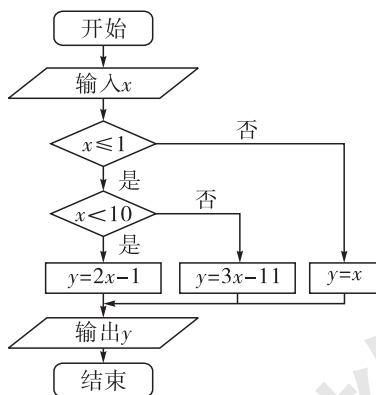 开始
输入x
x≤1
否
是
x<10
否
是
y=2x-1
y=3x-11
y=x
输出y
结束